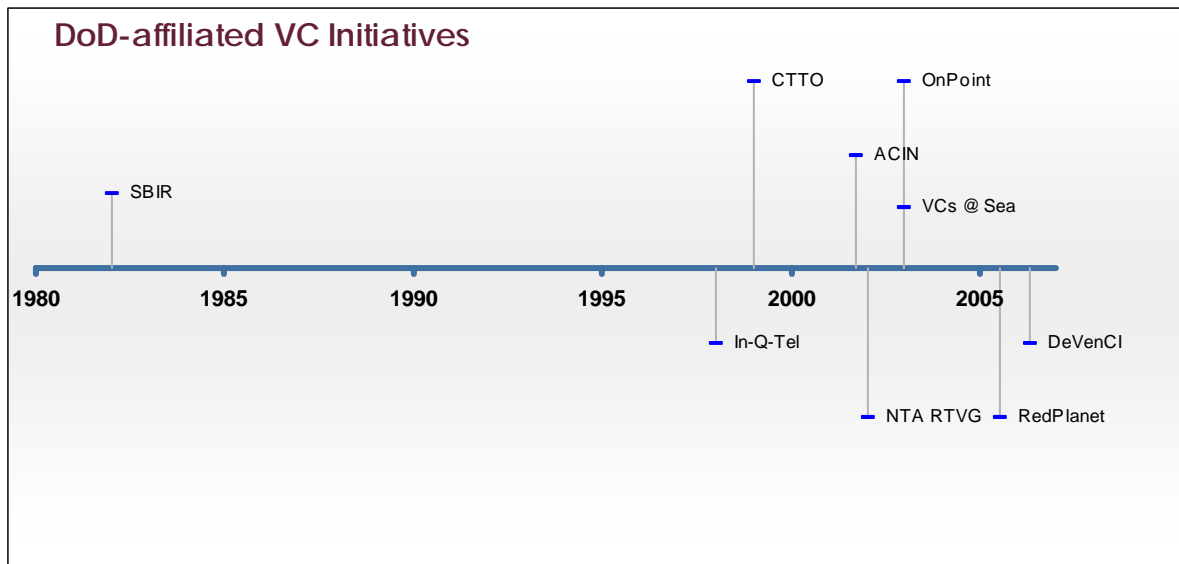 DoD-affiliated VC Initiatives
CTTO
OnPoint
ACIN
SBIR
VCs @ Sea
1980
1985
1990
1995
2000
2005
In-Q-Tel
DeVenCI
NTA RTVG
RedPlanet